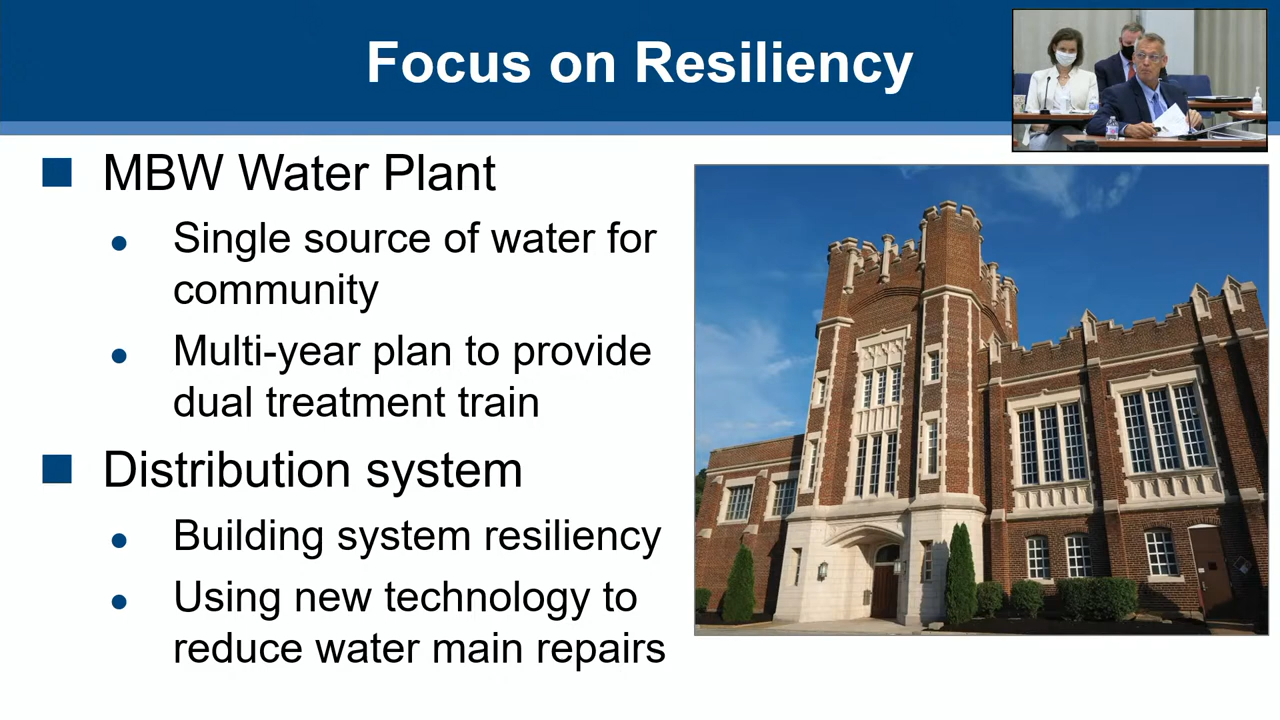 Focus on Resiliency
MBW Water Plant
Single source of water for
community
Multi-year plan to provide
dual treatment train
Distribution system
Building system resiliency
Using new technology to
reduce water main repairs